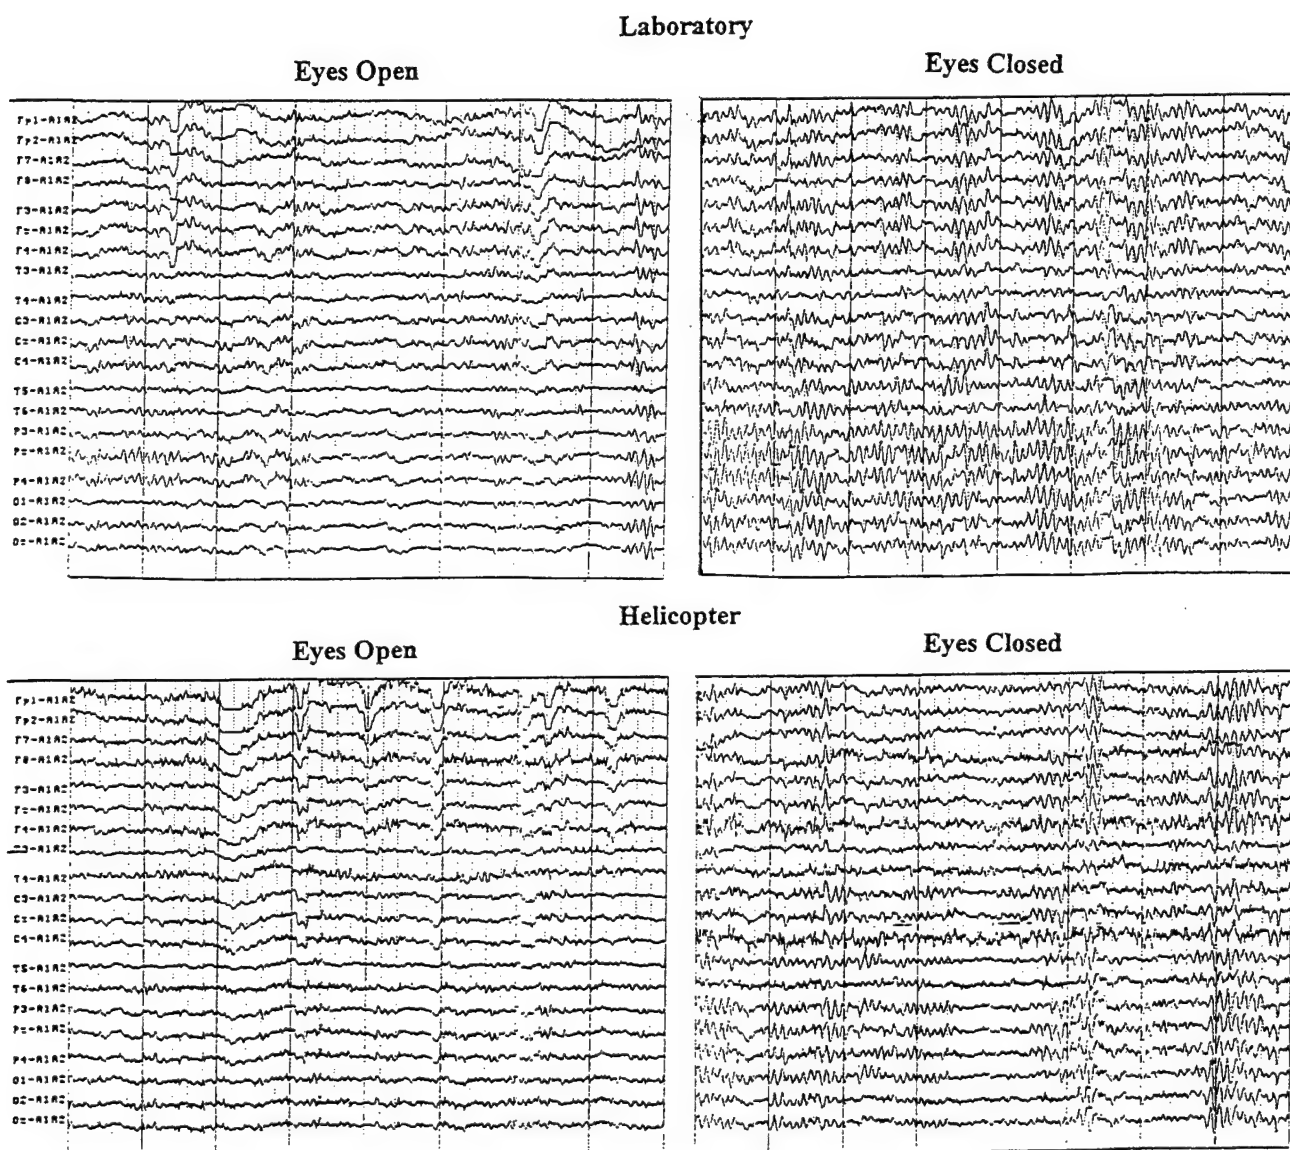 Laboratory
Eyes Open
Eyes Closed
Fp1-A1A2
Fp2-A1A2
F7-A1A2
F8-A1A2
F3-A1A2
Fz-A1A2
F4-A1A2
T3-A1A2
T4-A1A2
C3-A1A2
Cz-A1A2
C4-A1A2
T5-A1A2
T6-A1A2
P3-A1A2
Pz-A1A2
P4-A1A2
O1-A1A2
O2-A1A2
Oz-A1A2
Helicopter
Eyes Open
Eyes Closed
Fp1-A1A2
Fp2-A1A2
F7-A1A2
F8-A1A2
F3-A1A2
Fz-A1A2
F4-A1A2
T3-A1A2
T4-A1A2
C3-A1A2
Cz-A1A2
C4-A1A2
T5-A1A2
T6-A1A2
P3-A1A2
Pz-A1A2
P4-A1A2
O1-A1A2
O2-A1A2
Oz-A1A2